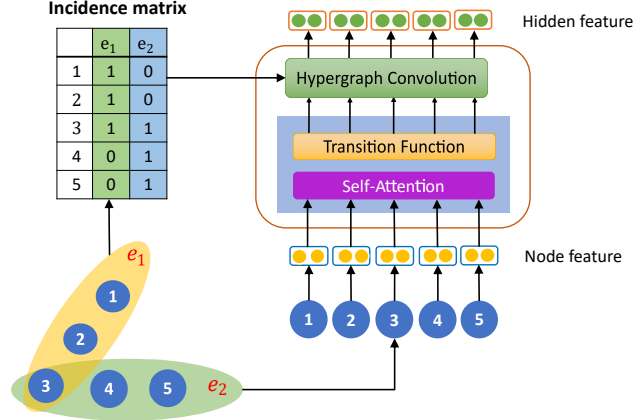 Incidence matrix
e1 e2
1 1 0
2 1 0
3 1 1
4 0 1
5 0 1
e1
1
2
3 4 5 e2
Hidden feature
Hypergraph Convolution
Transition Function
Self-Attention
Node feature
1 2 3 4 5